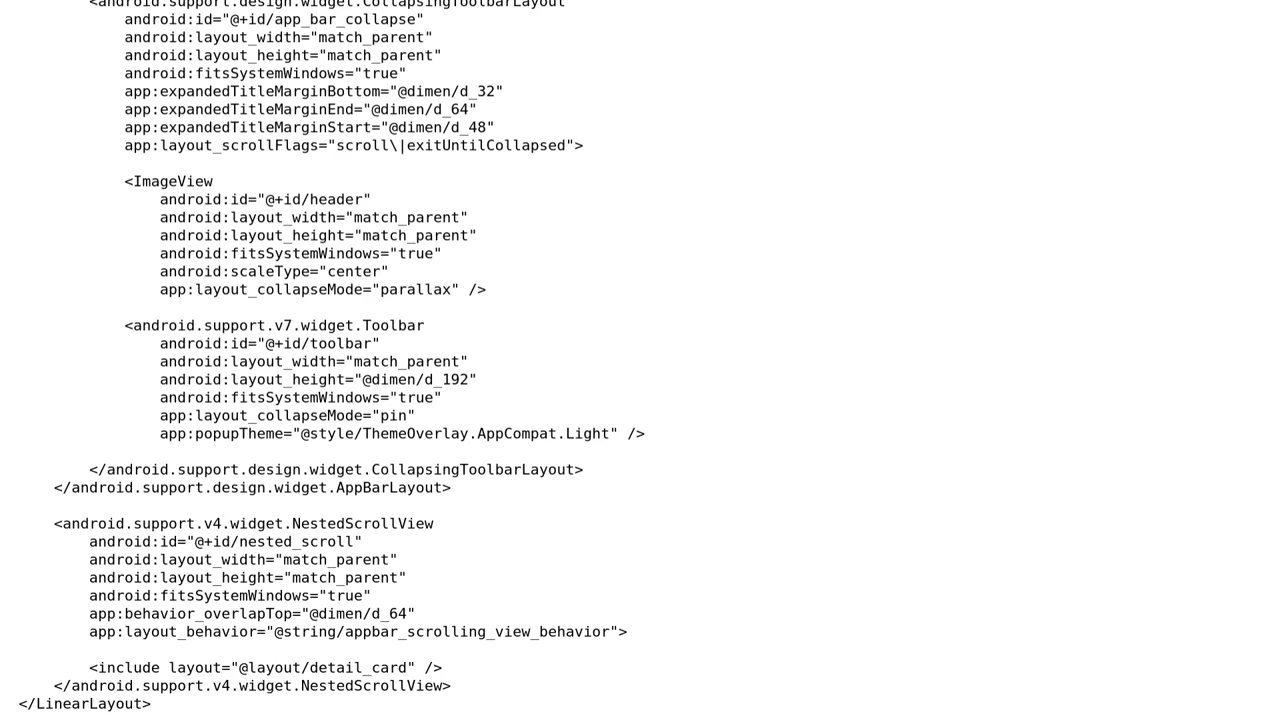 <android.support.design.widget.CollapsingToolbarLayout
android:id="@+id/app_bar_collapse"
android:layout_width="match_parent"
android:layout_height="match_parent"
android:fitsSystemWindows="true"
app:expandedTitleMarginBottom="@dimen/d_32"
app:expandedTitleMarginEnd="@dimen/d_64"
app:expandedTitleMarginStart="@dimen/d_48"
app:layout_scrollFlags="scroll\|exitUntilCollapsed">
<ImageView
android:id="@+id/header"
android:layout_width="match_parent"
android:layout_height="match_parent"
android:fitsSystemWindows="true"
android:scaleType="center"
app:layout_collapseMode="parallax" />
<android.support.v7.widget.Toolbar
android:id="@+id/toolbar"
android:layout_width="match_parent"
android:layout_height="@dimen/d_192"
android:fitsSystemWindows="true"
app:layout_collapseMode="pin"
app:popupTheme="@style/ThemeOverlay.AppCompat.Light" />
</android.support.design.widget.CollapsingToolbarLayout>
</android.support.design.widget.AppBarLayout>
<android.support.v4.widget.NestedScrollView
android:id="@+id/nested_scroll"
android:layout_width="match_parent"
android:layout_height="match_parent"
android:fitsSystemWindows="true"
app:behavior_overlapTop="@dimen/d_64"
app:layout_behavior="@string/appbar_scrolling_view_behavior">
<include layout="@layout/detail_card" />
</android.support.v4.widget.NestedScrollView>
</LinearLayout>